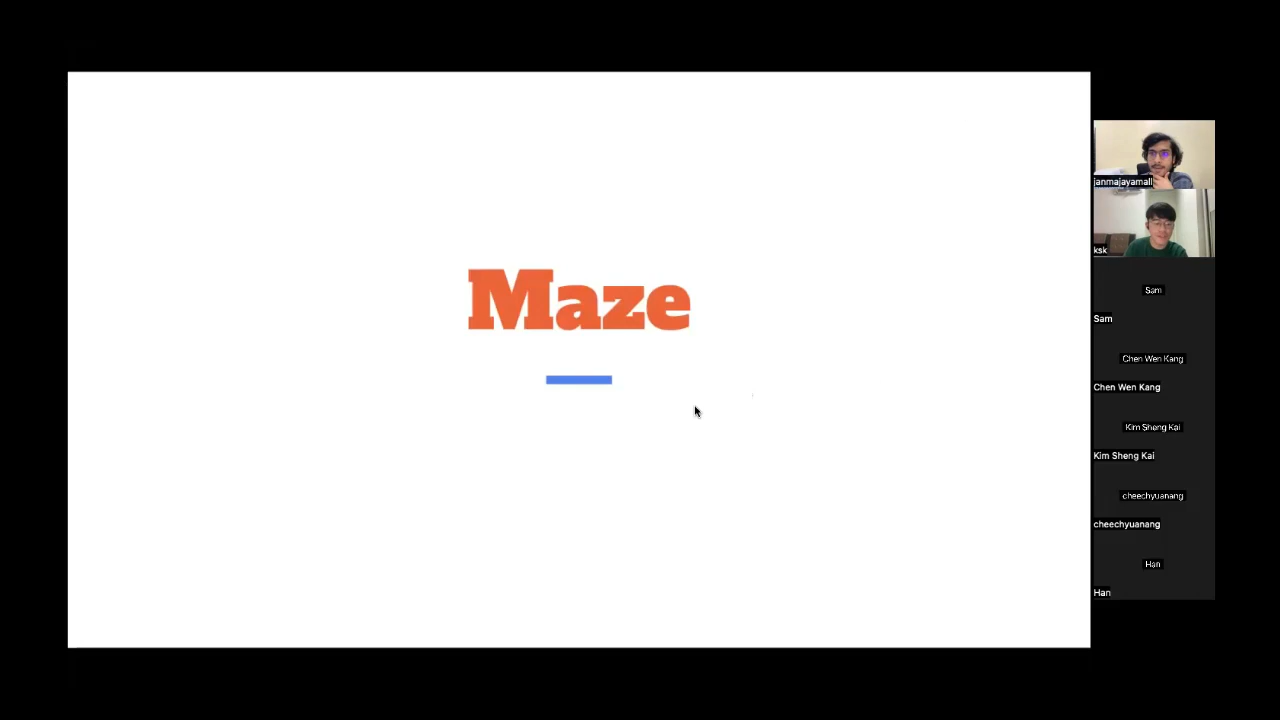 Maze
janmajayamall
ksk
Sam
Sam
Chen Wen Kang
Chen Wen Kang
Kim Sheng Kai
Kim Sheng Kai
cheechyuanang
cheechyuanang
Han
Han